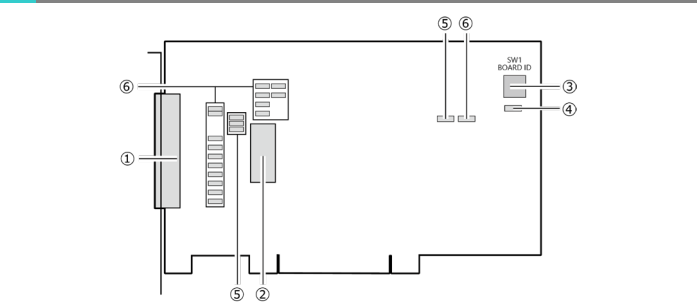 ⑤ ⑥
SW1
BOARD ID
⑥ ③
④
①
⑤ ②